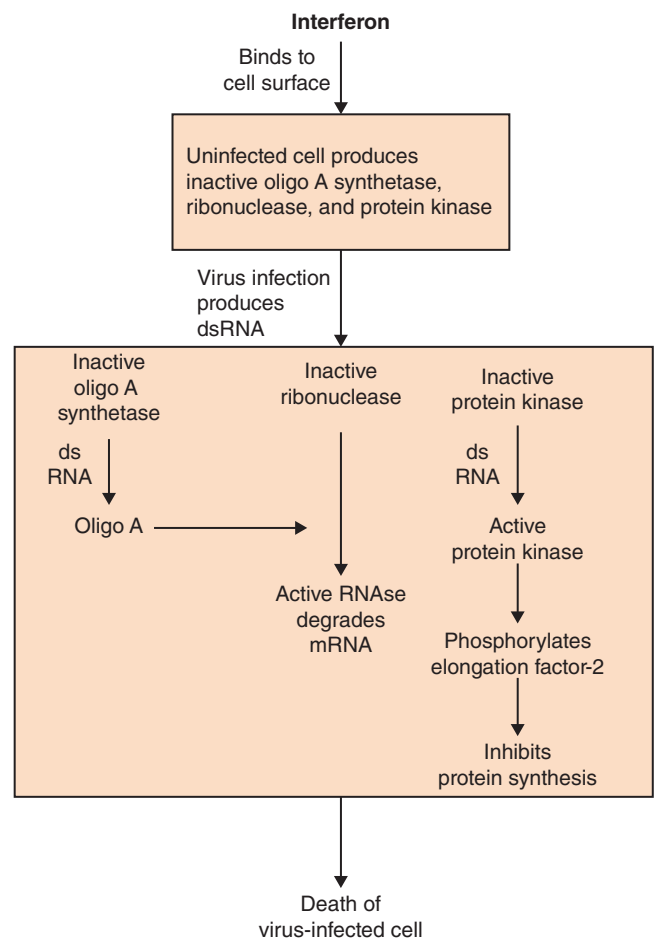 Interferon
Binds to
cell surface
Uninfected cell produces
inactive oligo A synthetase,
ribonuclease, and protein kinase
Virus infection
produces
dsRNA
Inactive
oligo A
synthetase
ds
RNA
Oligo A
Inactive
ribonuclease
Active RNAse
degrades
mRNA
Inactive
protein kinase
ds
RNA
Active
protein kinase
Phosphorylates
elongation factor-2
Inhibits
protein synthesis
Death of
virus-infected cell